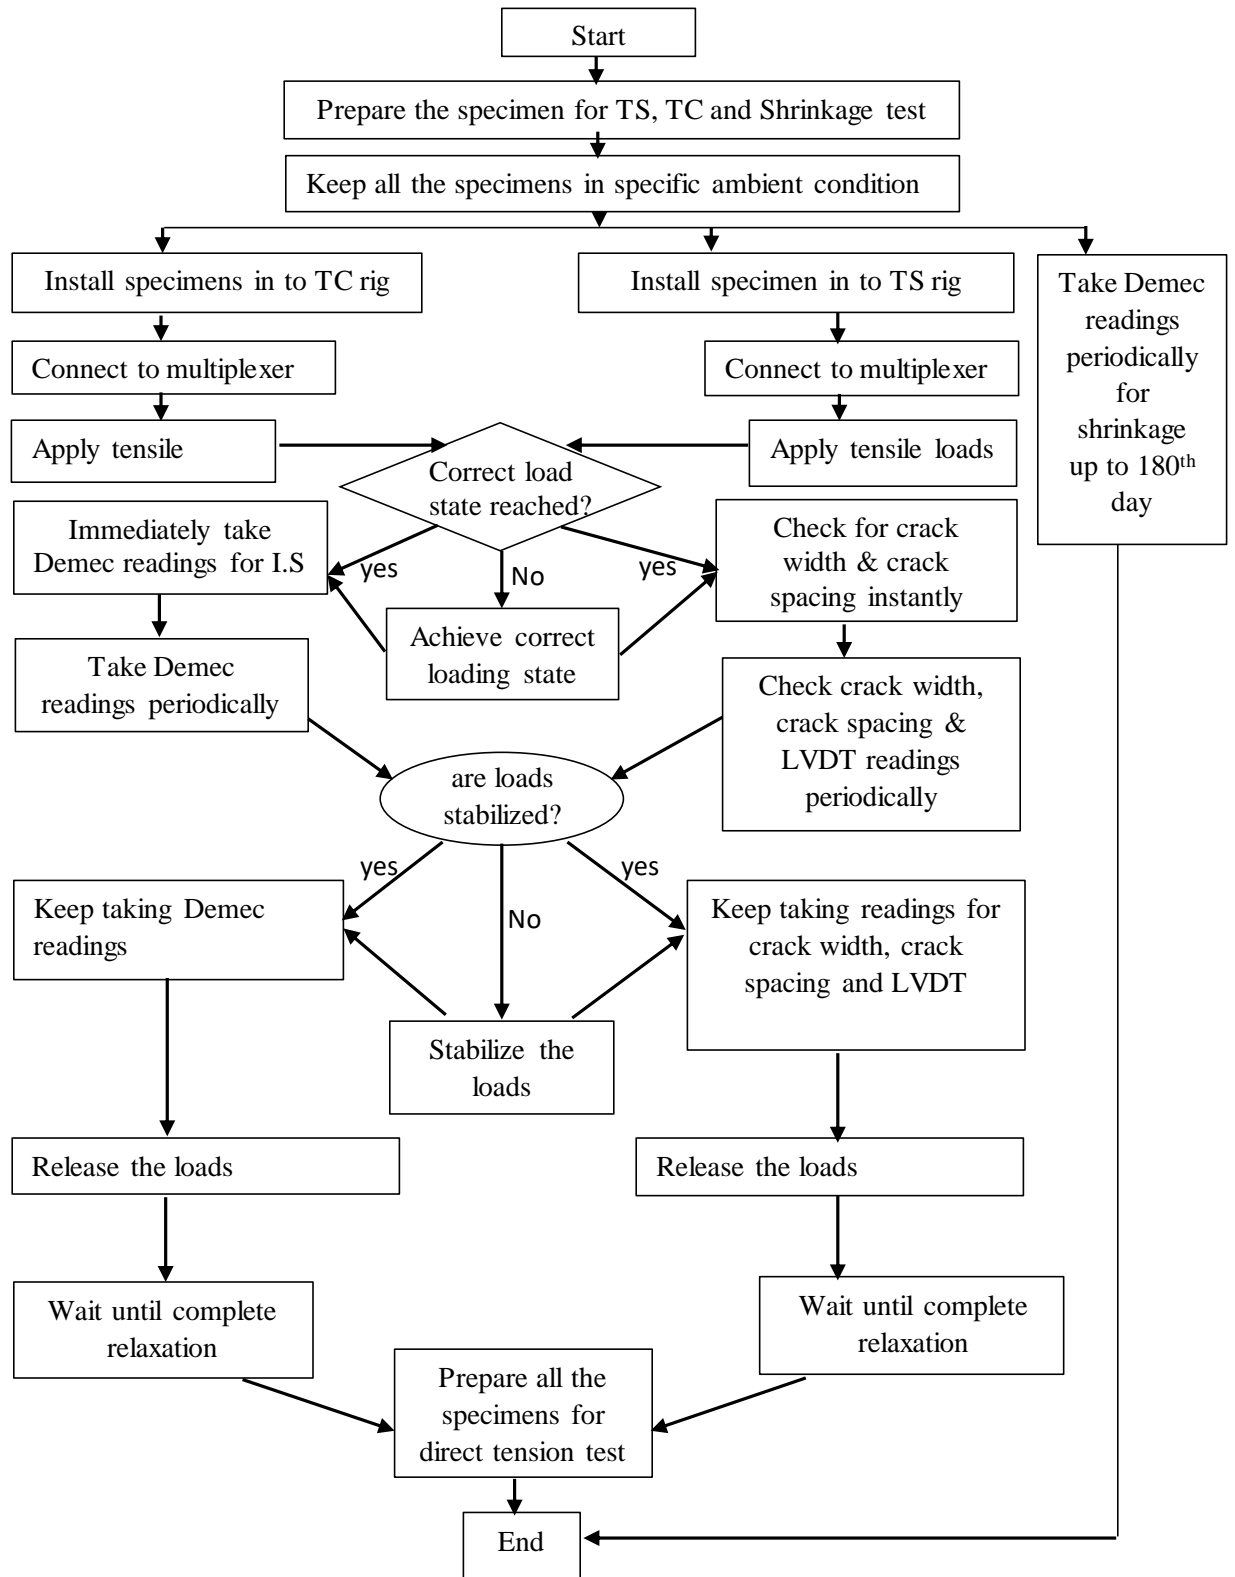 Start
Prepare the specimen for TS, TC and Shrinkage test
Keep all the specimens in specific ambient condition
Install specimens in to TC rig
Install specimen in to TS rig
Take Demec
readings
periodically
for
shrinkage
up to 180th
day
Connect to multiplexer
Connect to multiplexer
Apply tensile
Apply tensile loads
Correct load
state reached?
Immediately take
Demec readings for I.S
yes
No
yes
Check for crack
width & crack
spacing instantly
Achieve correct
loading state
Take Demec
readings periodically
Check crack width,
crack spacing &
LVDT readings
periodically
are loads
stabilized?
yes
No
yes
Keep taking Demec
readings
Keep taking readings for
crack width, crack
spacing and LVDT
Stabilize the
loads
Release the loads
Release the loads
Wait until complete
relaxation
Wait until complete
relaxation
Prepare all the
specimens for
direct tension test
End